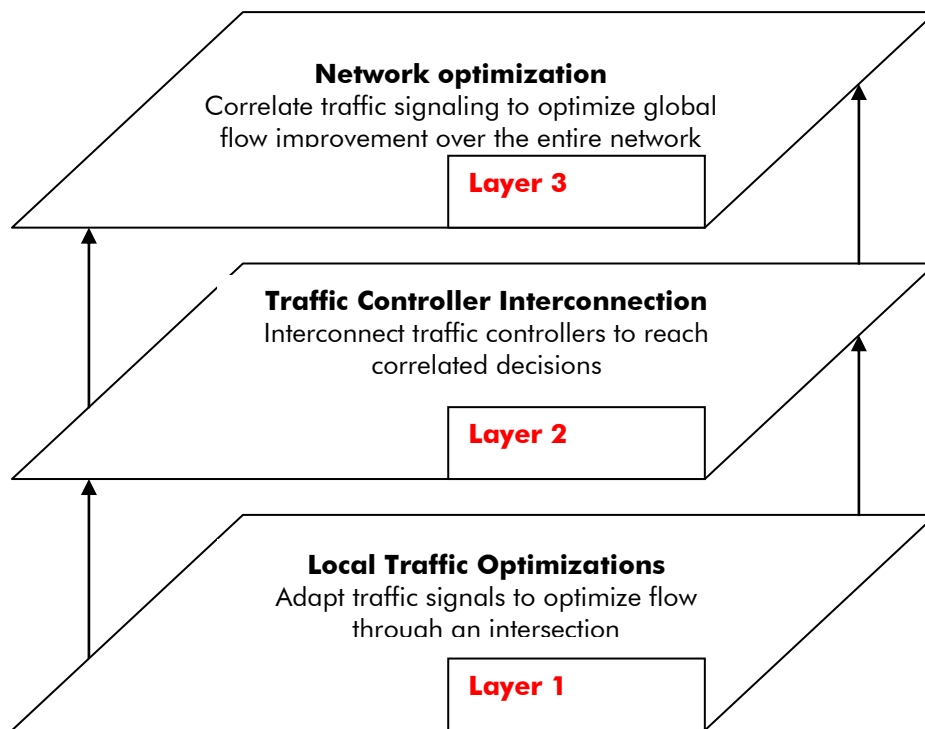 Network optimization
Correlate traffic signaling to optimize global
flow improvement over the entire network
Layer 3
Traffic Controller Interconnection
Interconnect traffic controllers to reach
correlated decisions
Layer 2
Local Traffic Optimizations
Adapt traffic signals to optimize flow
through an intersection
Layer 1